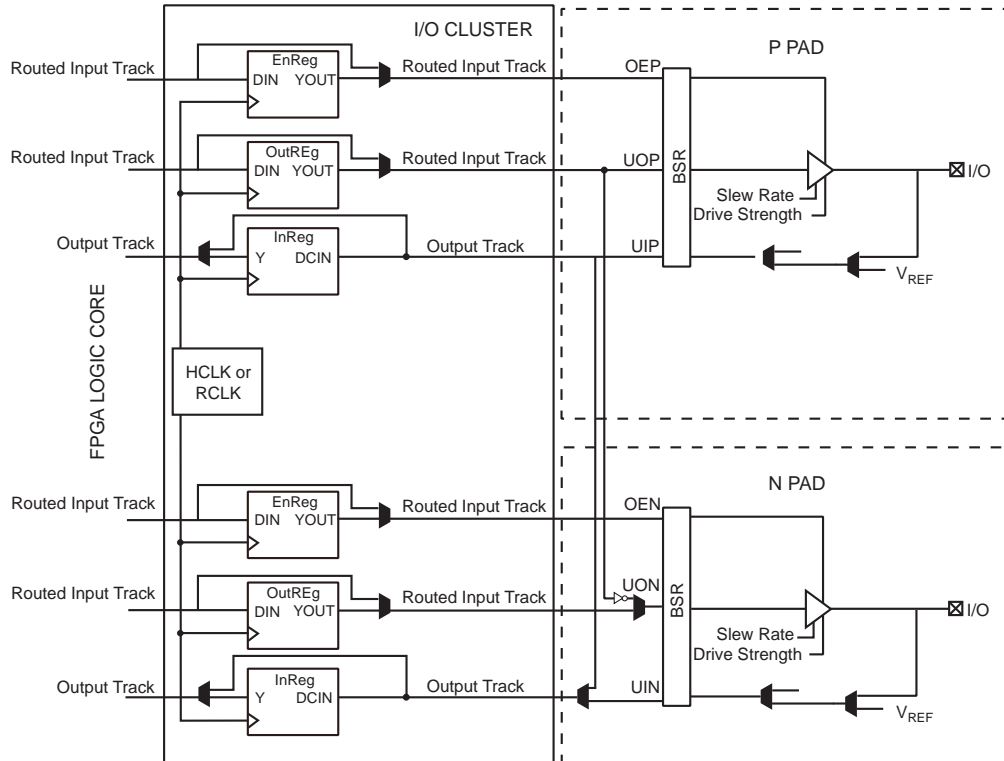 I/O CLUSTER
P PAD
Routed Input Track
EnReg
DIN YOUT
Routed Input Track
OEP
Routed Input Track
OutREg
DIN YOUT
Routed Input Track
UOP
BSR
I/O
Slew Rate
Drive Strength
Output Track
InReg
Y DCIN
Output Track
UIP
VREF
FPGA LOGIC CORE
HCLK or
RCLK
N PAD
Routed Input Track
EnReg
DIN YOUT
Routed Input Track
OEN
Routed Input Track
OutREg
DIN YOUT
Routed Input Track
UON
BSR
I/O
Slew Rate
Drive Strength
Output Track
InReg
Y DCIN
Output Track
UIN
VREF